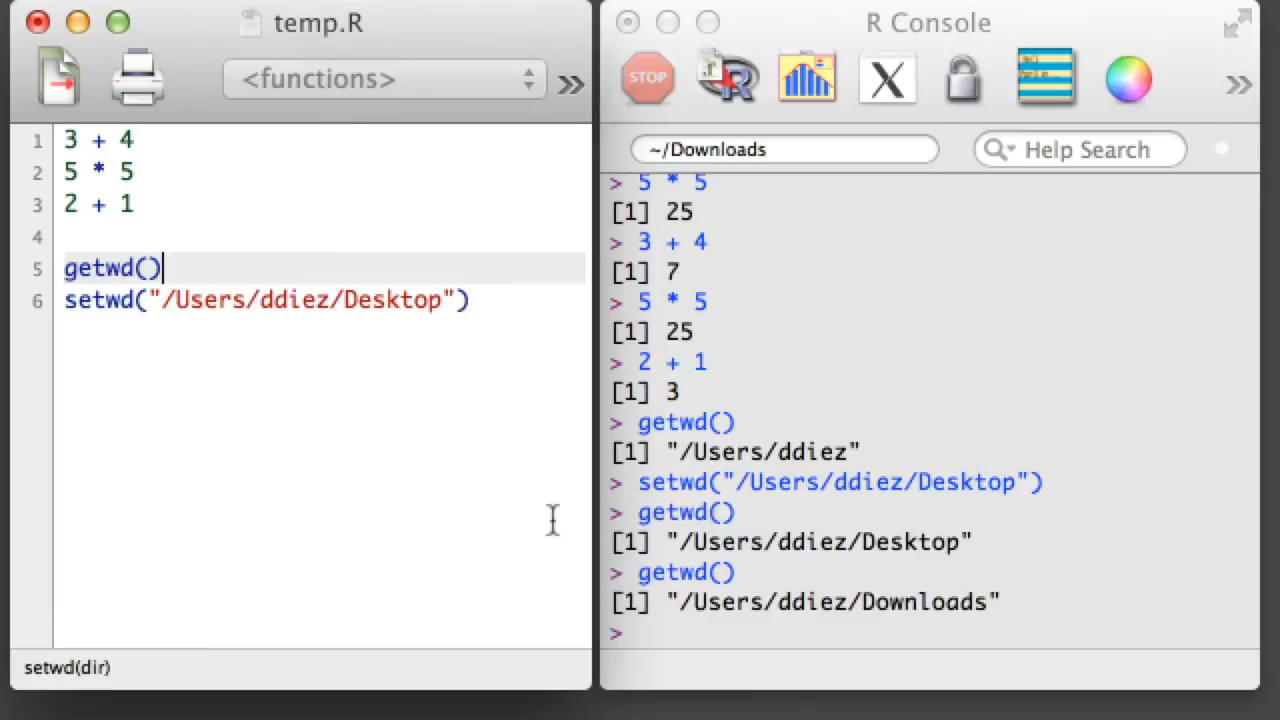 temp.R
<functions>
1 3 + 4
2 5 * 5
3 2 + 1
4
5 getwd()
6 setwd("/Users/ddiez/Desktop")
setwd(dir)
R Console
STOP
R
X
~/Downloads
Help Search
> 5 * 5
[1] 25
> 3 + 4
[1] 7
> 5 * 5
[1] 25
> 2 + 1
[1] 3
> getwd()
[1] "/Users/ddiez"
> setwd("/Users/ddiez/Desktop")
> getwd()
[1] "/Users/ddiez/Desktop"
> getwd()
[1] "/Users/ddiez/Downloads"
>